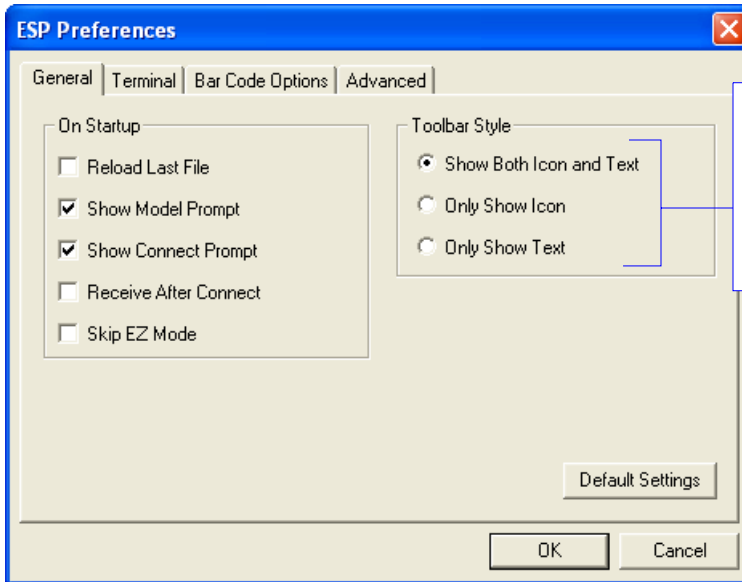 ESP Preferences
General Terminal Bar Code Options Advanced
On Startup
Reload Last File
Show Model Prompt
Show Connect Prompt
Receive After Connect
Skip EZ Mode
Toolbar Style
Show Both Icon and Text
Only Show Icon
Only Show Text
Default Settings
OK Cancel